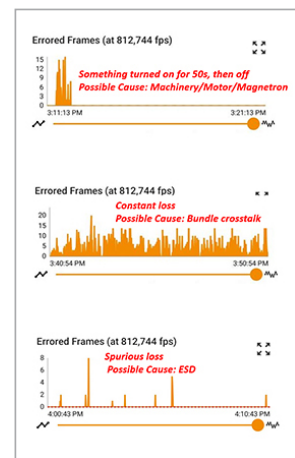 Errored Frames (at 812,744 fps)
15
12
9
6
3
0
Something turned on for 50s, then off
Possible Cause: Machinery/Motor/Magnetron
3:11:13 PM
3:21:13 PM
Errored Frames (at 812,744 fps)
20
15
10
5
0
Constant loss
Possible Cause: Bundle crosstalk
3:40:54 PM
3:50:54 PM
Errored Frames (at 812,744 fps)
8
6
4
2
0
Spurious loss
Possible Cause: ESD
4:00:43 PM
4:10:43 PM